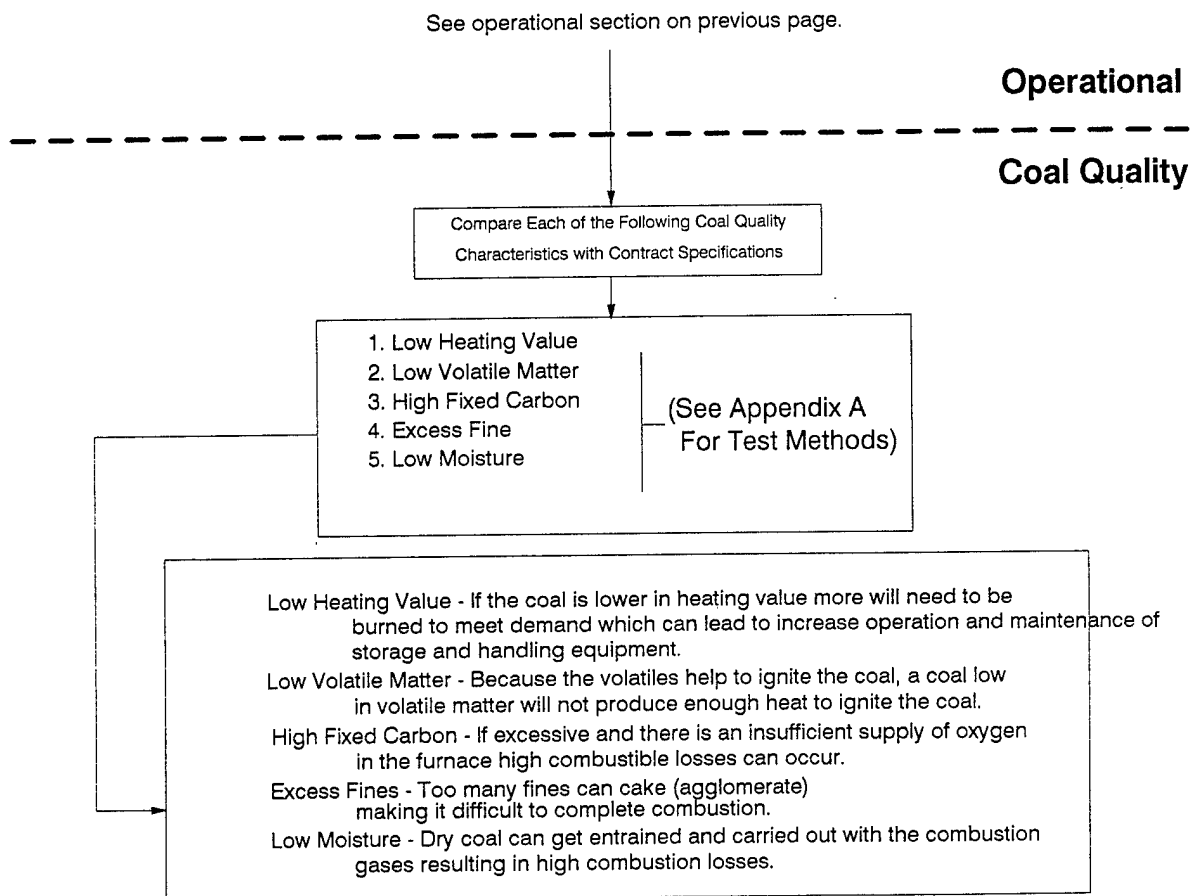 See operational section on previous page.
Operational
Coal Quality
Compare Each of the Following Coal Quality
Characteristics with Contract Specifications
1. Low Heating Value
2. Low Volatile Matter
3. High Fixed Carbon
4. Excess Fine
5. Low Moisture
(See Appendix A
For Test Methods)
Low Heating Value - If the coal is lower in heating value more will need to be
burned to meet demand which can lead to increase operation and maintenance of
storage and handling equipment.
Low Volatile Matter - Because the volatiles help to ignite the coal, a coal low
in volatile matter will not produce enough heat to ignite the coal.
High Fixed Carbon - If excessive and there is an insufficient supply of oxygen
in the furnace high combustible losses can occur.
Excess Fines - Too many fines can cake (agglomerate)
making it difficult to complete combustion.
Low Moisture - Dry coal can get entrained and carried out with the combustion
gases resulting in high combustion losses.